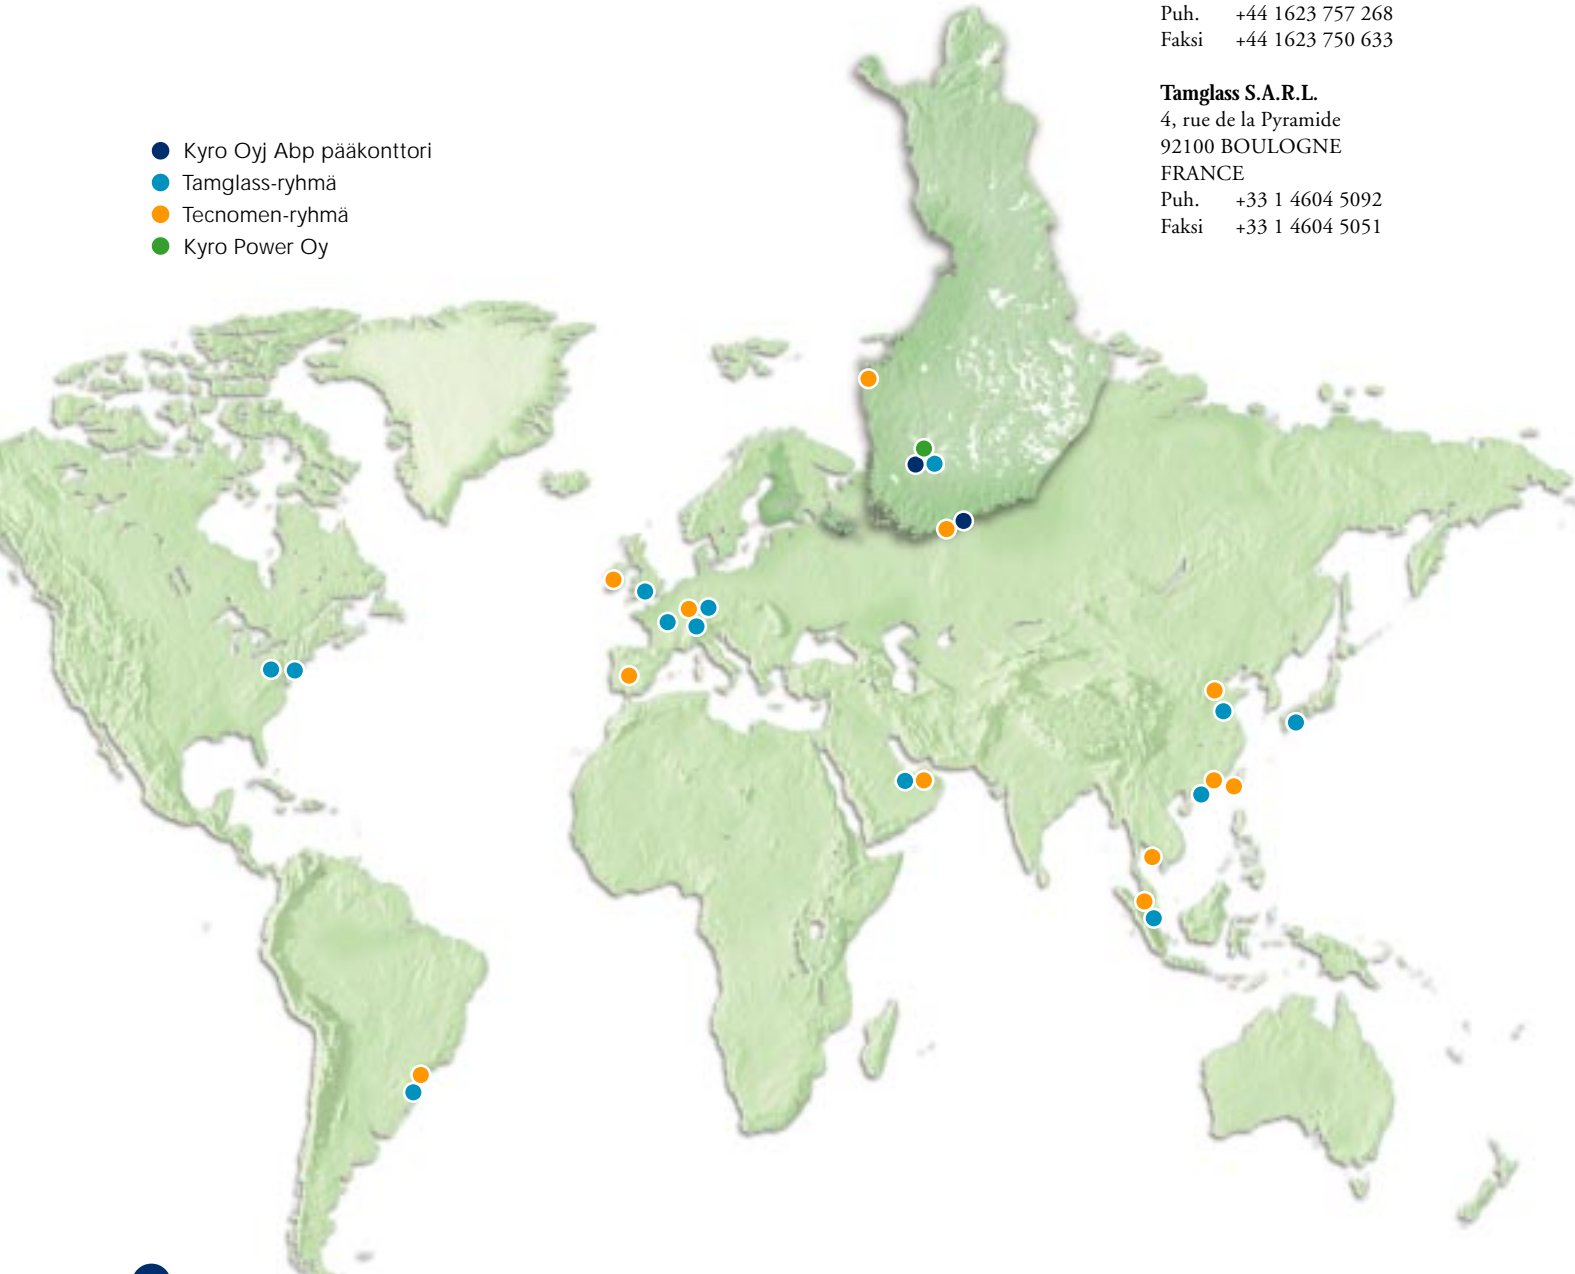 Puh. +44 1623 757 268
Faksi +44 1623 750 633
Tamglass S.A.R.L.
4, rue de la Pyramide
92100 BOULOGNE
FRANCE
Puh. +33 1 4604 5092
Faksi +33 1 4604 5051
Kyro Oyj Abp pääkonttori
Tamglass-ryhmä
Tecnomen-ryhmä
Kyro Power Oy